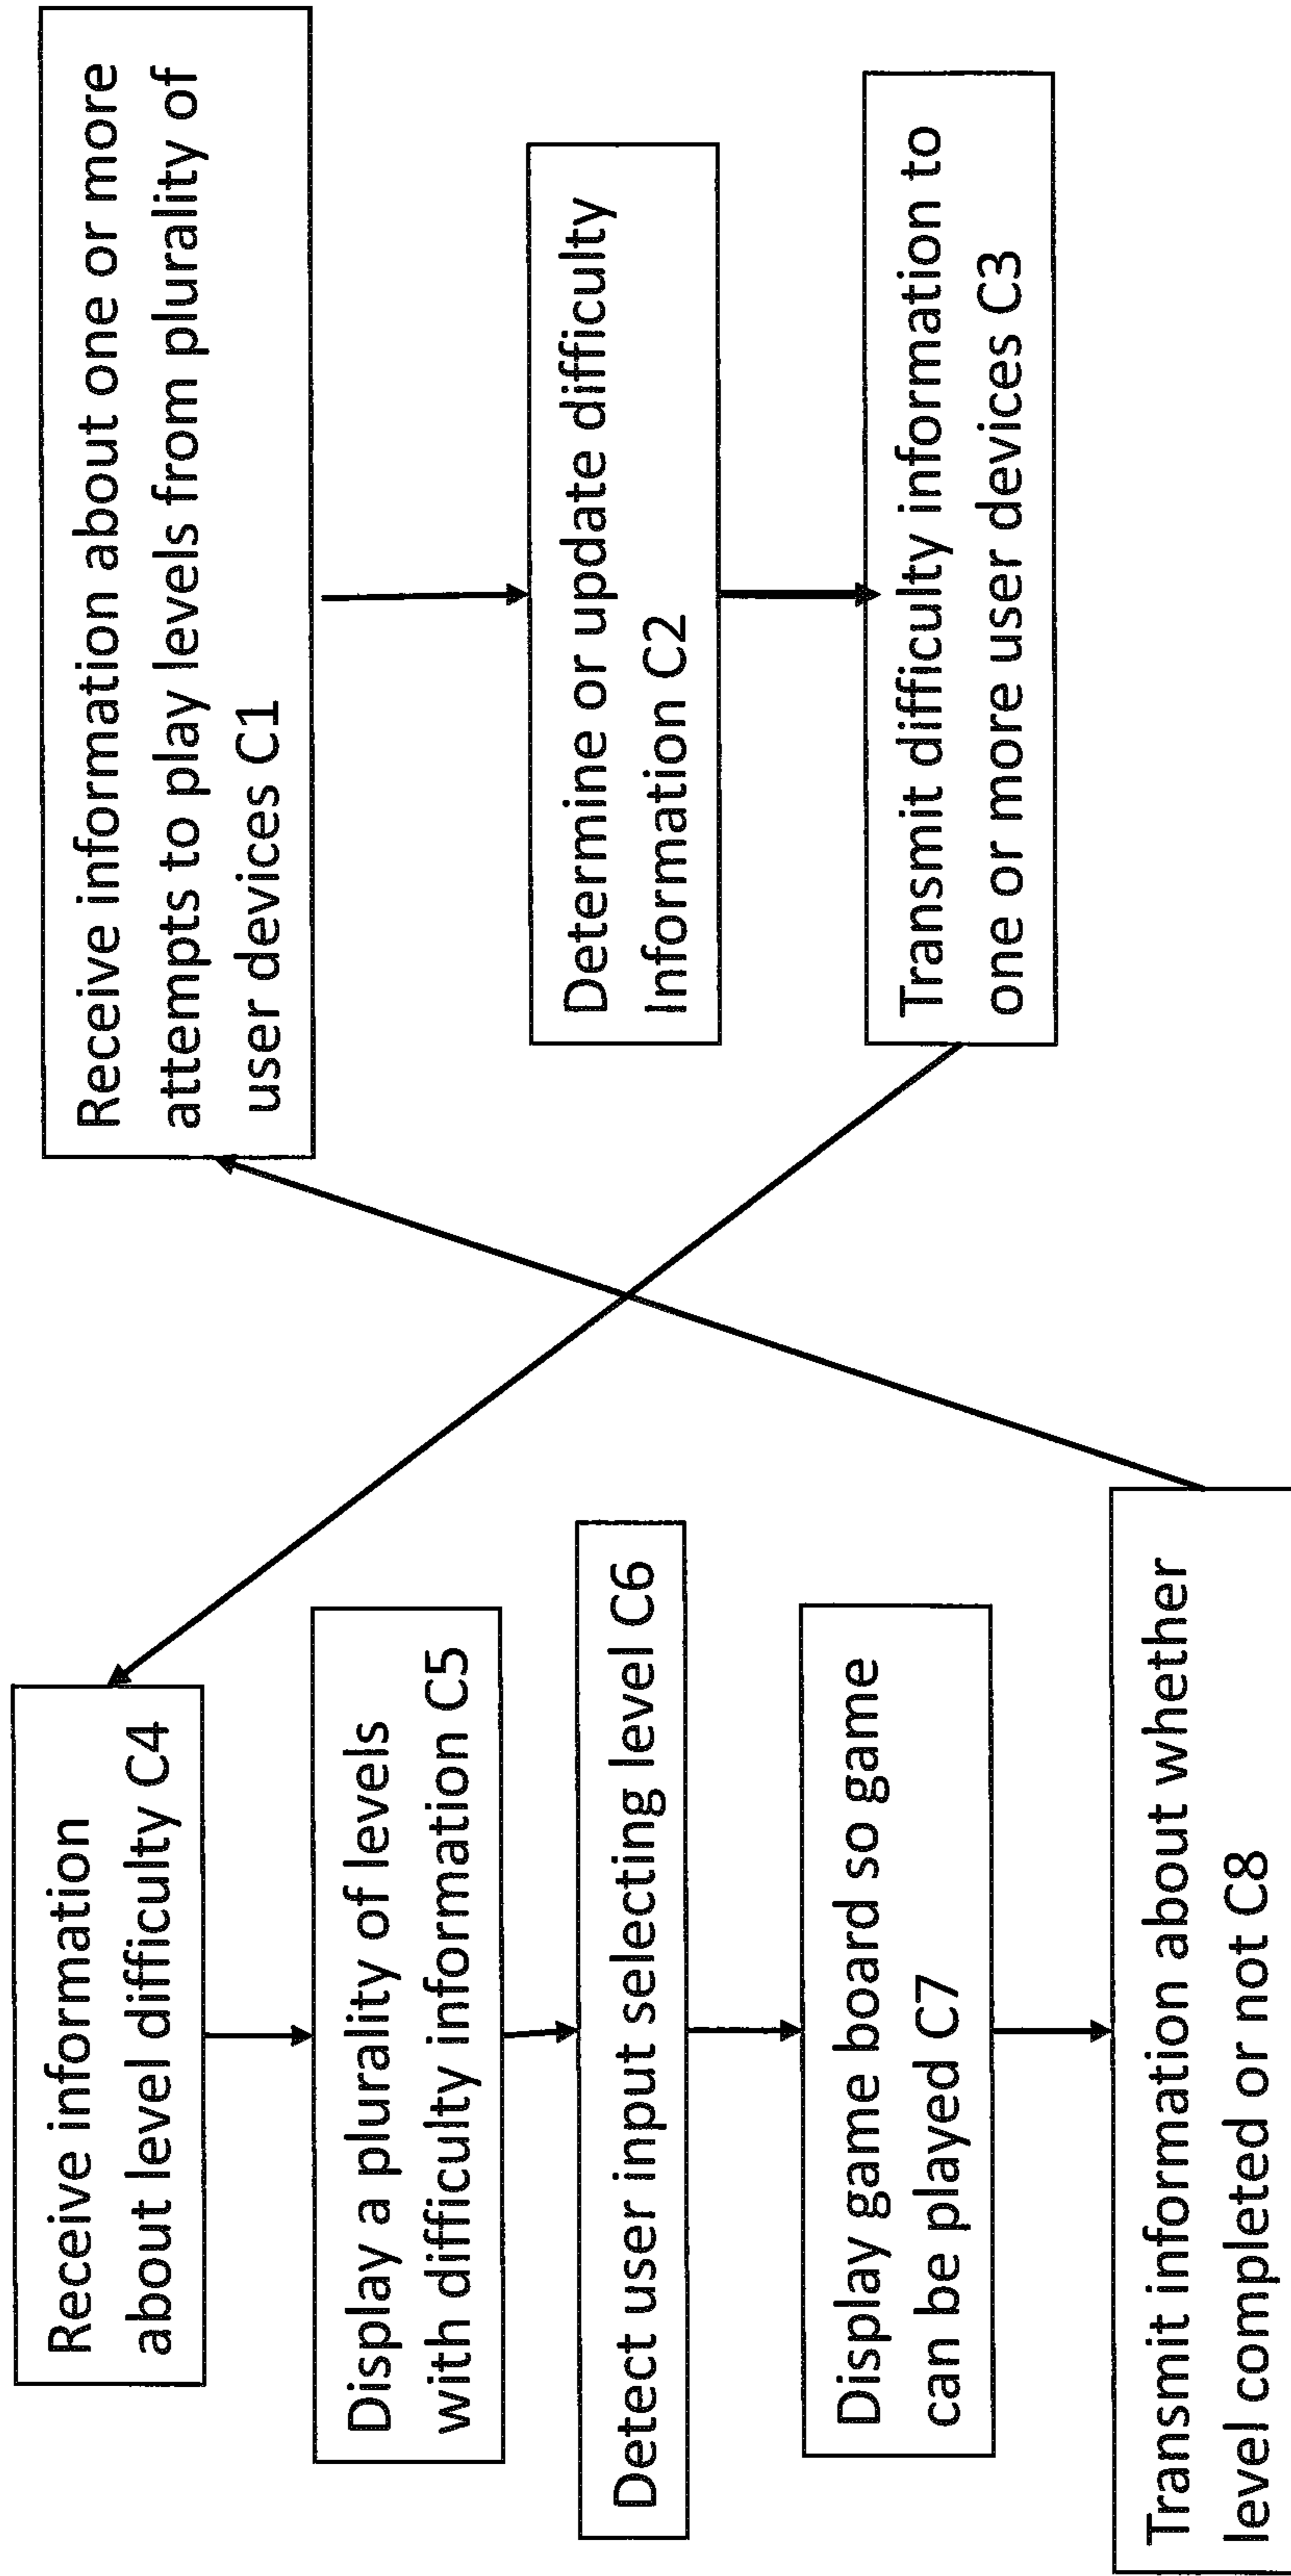 Receive information
about level difficulty C4
Display a plurality of levels
with difficulty information C5
Detect user input selecting level C6
Display game board so game
can be played C7
Transmit information about whether
level completed or not C8
Receive information about one or more
attempts to play levels from plurality of
user devices C1
Determine or update difficulty
Information C2
Transmit difficulty information to
one or more user devices C3